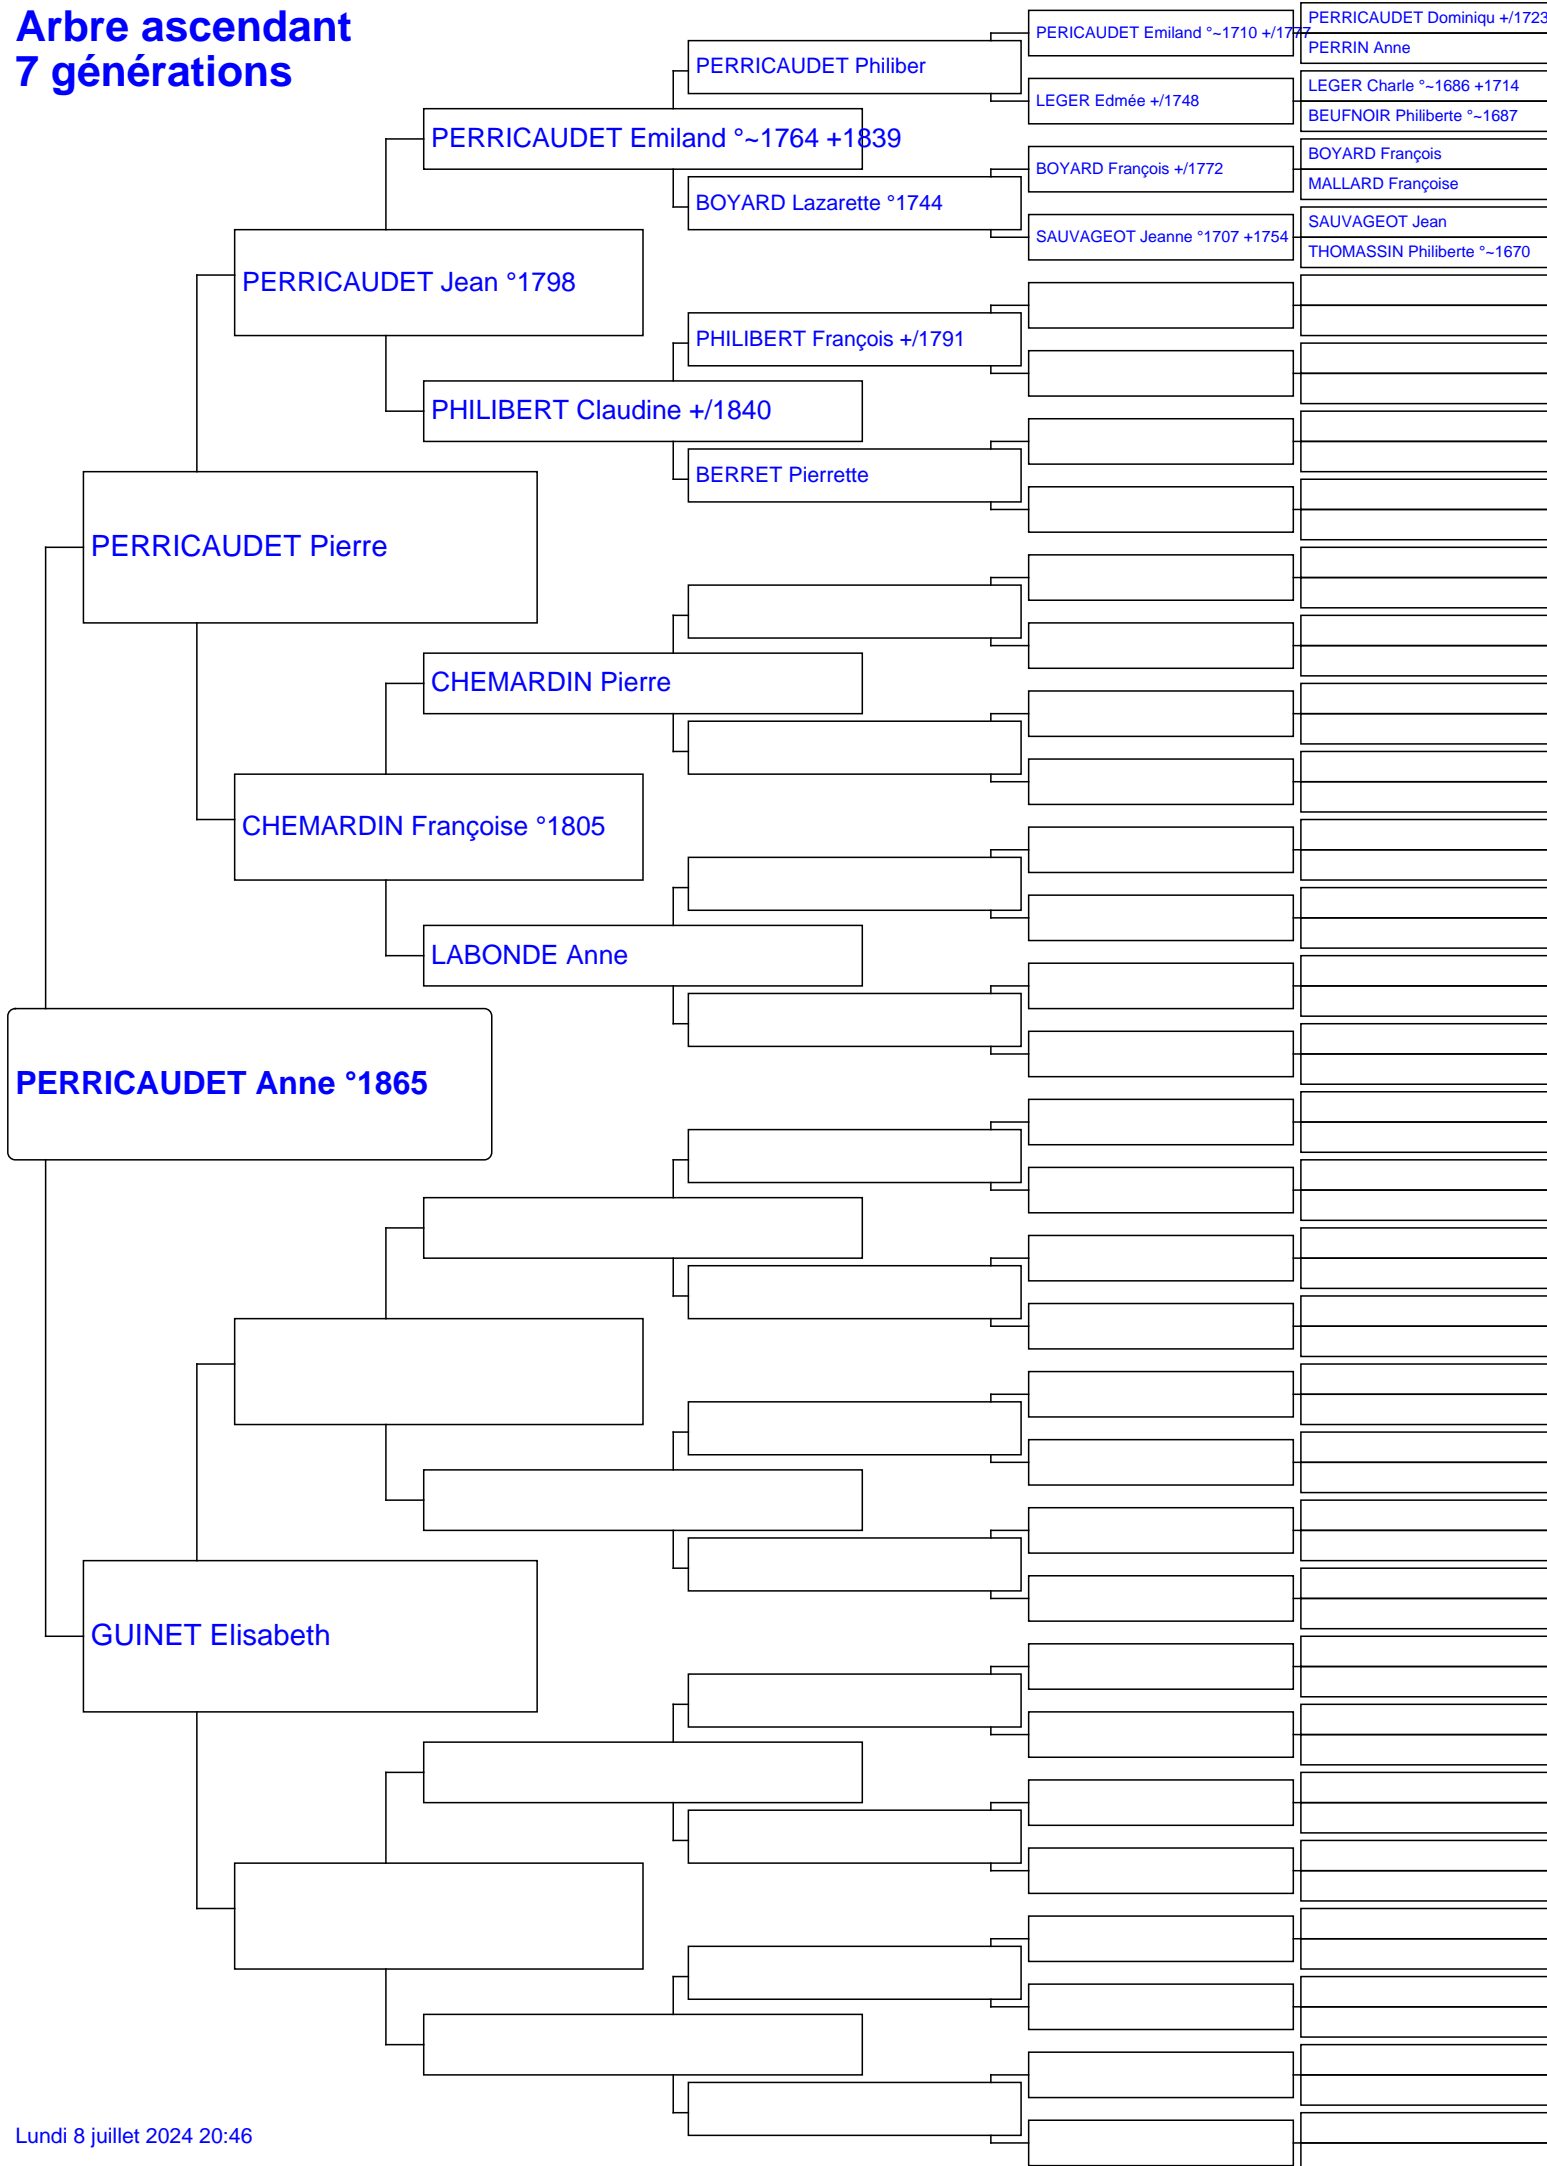 Arbre ascendant
7 générations
PERRICAUDET Dominiqu +/1723
PERICAUDET Emiland °~1710 +/1777
PERRIN Anne
PERRICAUDET Philiber
LEGER Charle °~1686 +1714
LEGER Edmée +/1748
BEUFNOIR Philiberte °~1687
PERRICAUDET Emiland °~1764 +1839
BOYARD François
BOYARD François +/1772
MALLARD Françoise
BOYARD Lazarette °1744
SAUVAGEOT Jean
SAUVAGEOT Jeanne °1707 +1754
THOMASSIN Philiberte °~1670
PERRICAUDET Jean °1798
PHILIBERT François +/1791
PHILIBERT Claudine +/1840
BERRET Pierrette
PERRICAUDET Pierre
CHEMARDIN Pierre
CHEMARDIN Françoise °1805
LABONDE Anne
PERRICAUDET Anne °1865
GUINET Elisabeth
Lundi 8 juillet 2024 20:46